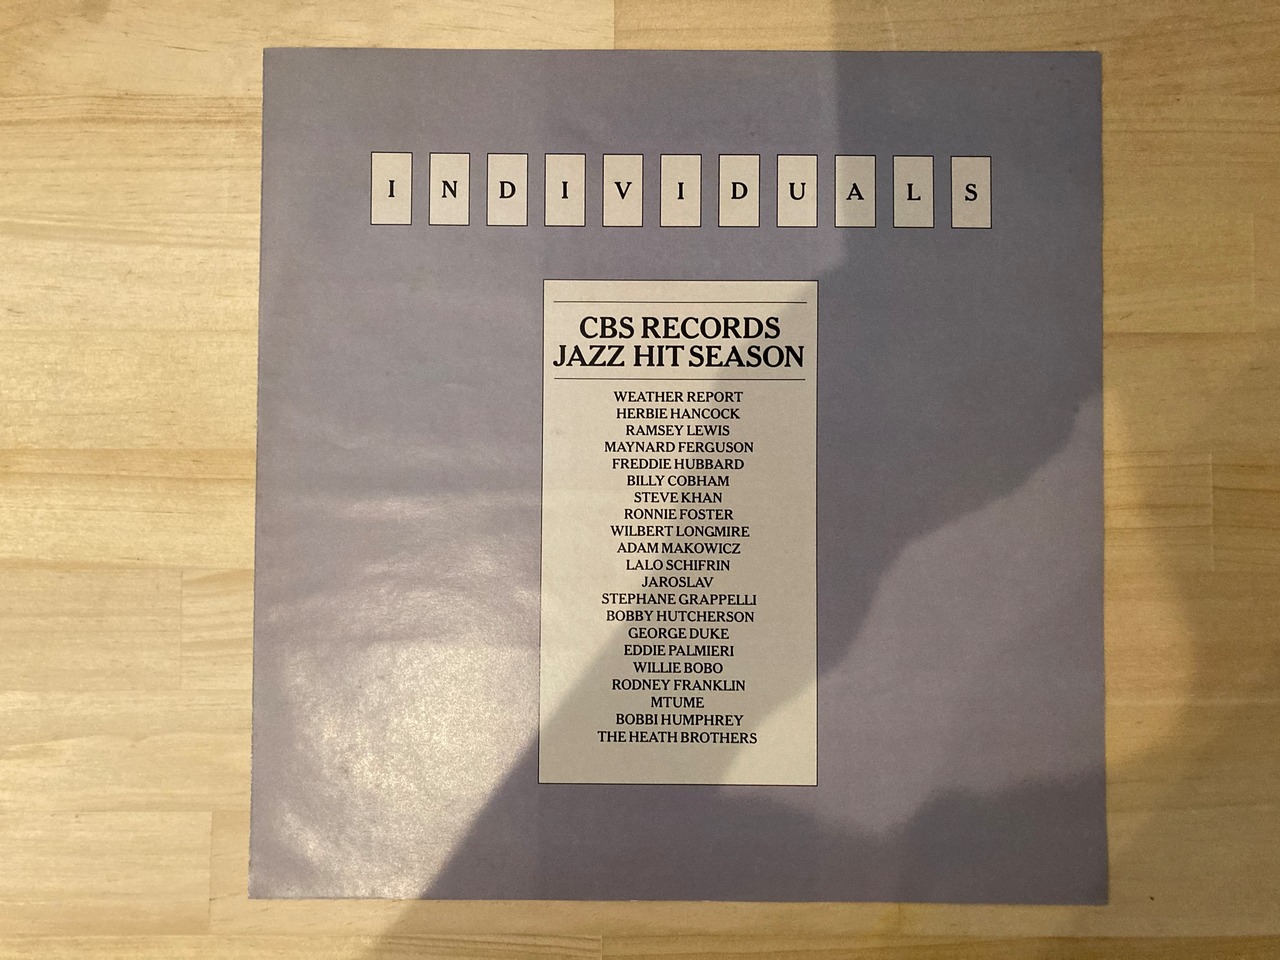 INDIVIDUALS
CBS RECORDS
JAZZ HIT SEASON
WEATHER REPORT
HERBIE HANCOCK
RAMSEY LEWIS
MAYNARD FERGUSON
FREDDIE HUBBARD
BILLY COBHAM
STEVE KHAN
RONNIE FOSTER
WILBERT LONGMIRE
ADAM MAKOWICZ
LALO SCHIFRIN
JAROSLAV
STEPHANE GRAPPELLI
BOBBY HUTCHERSON
GEORGE DUKE
EDDIE PALMIERI
WILLIE BOBO
RODNEY FRANKLIN
MTUME
BOBBI HUMPHREY
THE HEATH BROTHERS